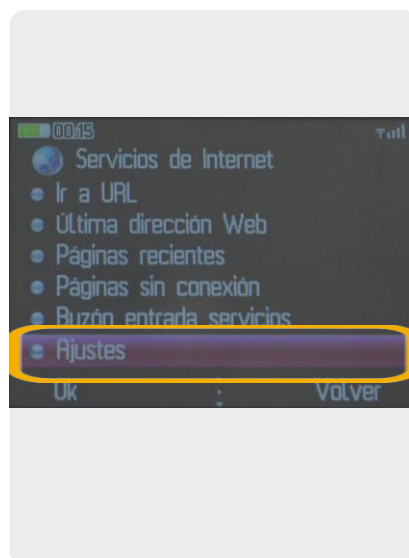 00:15
Servicios de Internet
Ir a URL
Última dirección Web
Páginas recientes
Páginas sin conexión
Buzón entrada servicios
Ajustes
Ok Volver